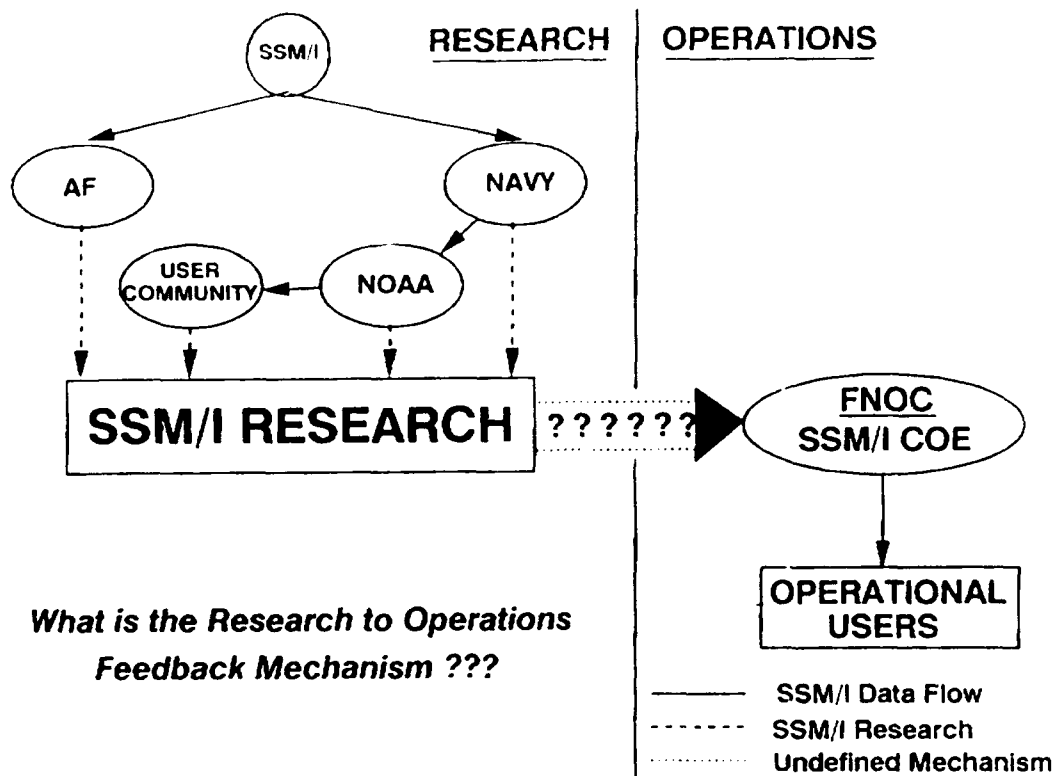 RESEARCH
OPERATIONS
SSM/I
AF
NAVY
USER
COMMUNITY
NOAA
SSM/I RESEARCH
? ? ? ? ? ?
FNOC
SSM/I COE
OPERATIONAL
USERS
What is the Research to Operations
Feedback Mechanism ???
SSM/I Data Flow
SSM/I Research
Undefined Mechanism